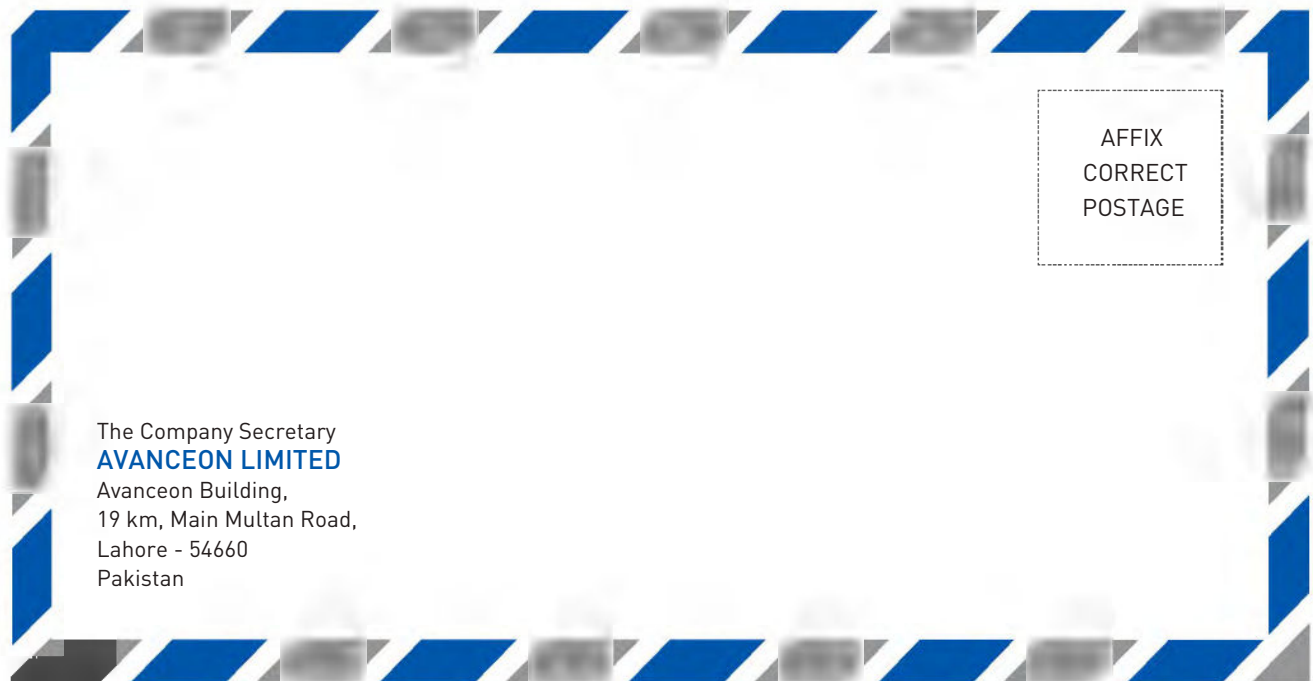 AFFIX
CORRECT
POSTAGE
The Company Secretary
AVANCEON LIMITED
Avanceon Building,
19 km, Main Multan Road,
Lahore - 54660
Pakistan